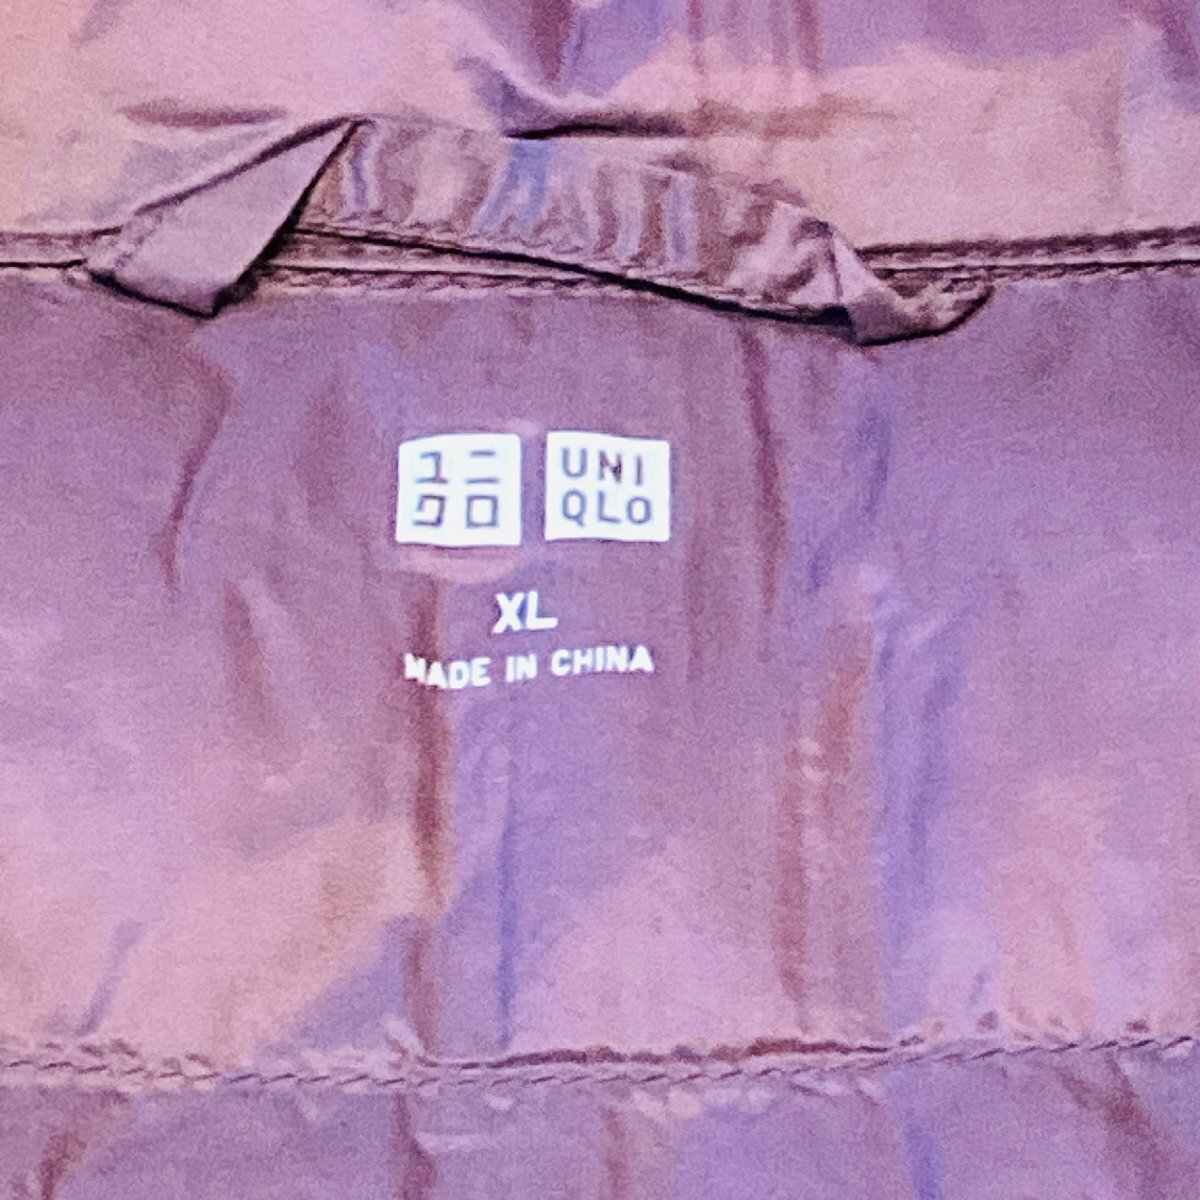 ユニ
クロ
UNI
QLO
XL
MADE IN CHINA